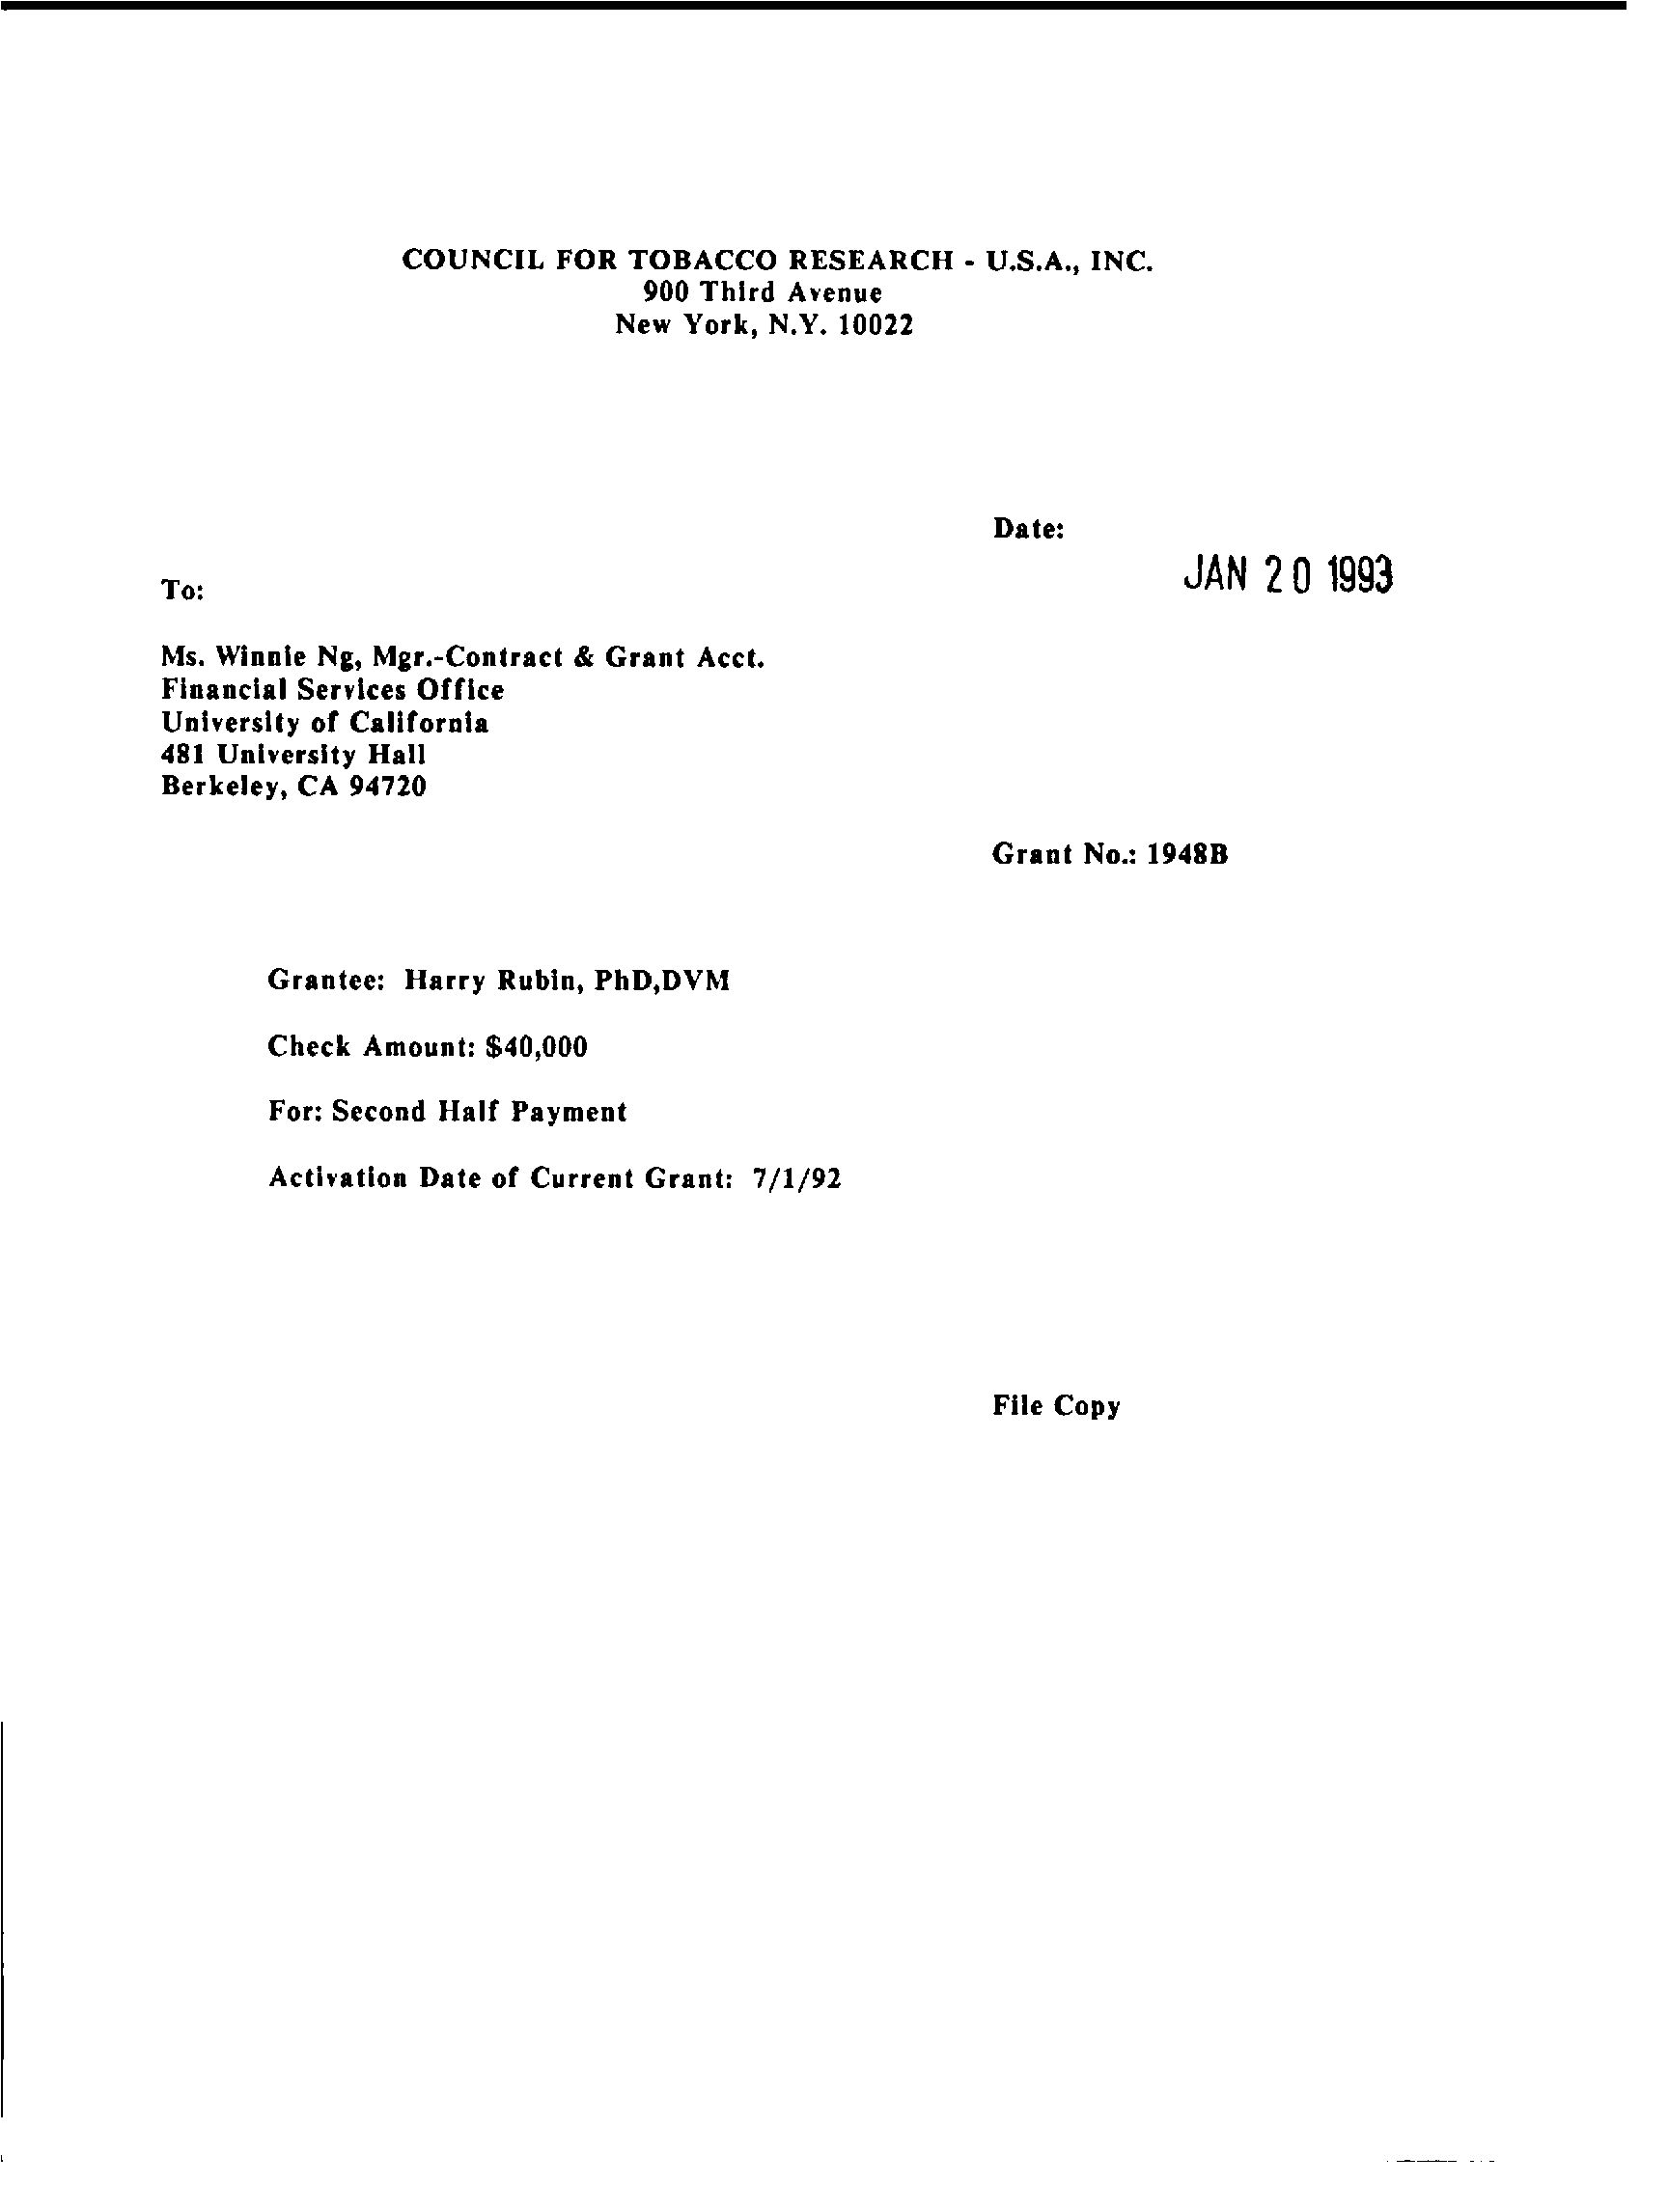 COUNCIL FOR TOBACCO RESEARCH - U.S.A., INC.
900 Third Avenue
New York, N.Y. 10022
Date:
JAN 20 1993
To:
Ms. Winnie Ng, Mgr.-Contract & Grant Acct.
Financial Services Office
University of California
481 University Hall
Berkeley, CA 94720
Grant No.: 1948B
Grantee: Harry Rubin, PhD,DVM
Check Amount: $40,000
For: Second Half Payment
Activation Date of Current Grant: 7/1/92
File Copy